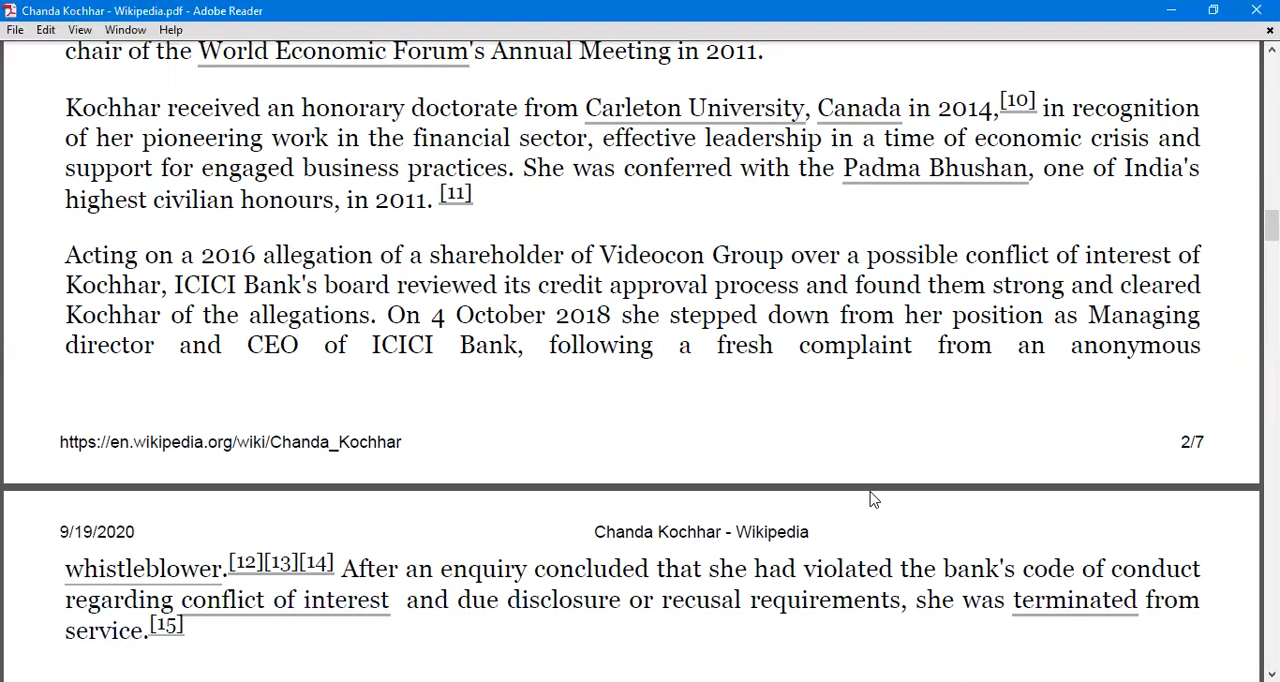 Chanda Kochhar - Wikipedia.pdf - Adobe Reader
File Edit View Window Help
chair of the World Economic Forum's Annual Meeting in 2011.
Kochhar received an honorary doctorate from Carleton University, Canada in 2014,[10] in recognition
of her pioneering work in the financial sector, effective leadership in a time of economic crisis and
support for engaged business practices. She was conferred with the Padma Bhushan, one of India's
highest civilian honours, in 2011. [11]
Acting on a 2016 allegation of a shareholder of Videocon Group over a possible conflict of interest of
Kochhar, ICICI Bank's board reviewed its credit approval process and found them strong and cleared
Kochhar of the allegations. On 4 October 2018 she stepped down from her position as Managing
director and CEO of ICICI Bank, following a fresh complaint from an anonymous
https://en.wikipedia.org/wiki/Chanda_Kochhar 2/7
9/19/2020 Chanda Kochhar - Wikipedia
whistleblower.[12][13][14] After an enquiry concluded that she had violated the bank's code of conduct
regarding conflict of interest and due disclosure or recusal requirements, she was terminated from
service.[15]